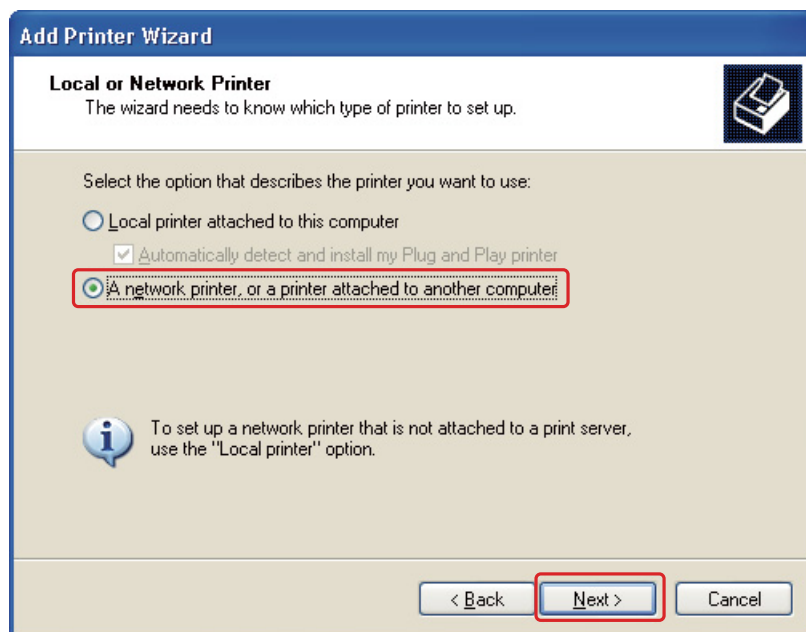 Add Printer Wizard
Local or Network Printer
The wizard needs to know which type of printer to set up.
Select the option that describes the printer you want to use:
Local printer attached to this computer
Automatically detect and install my Plug and Play printer
A network printer, or a printer attached to another computer
To set up a network printer that is not attached to a print server,
use the "Local printer" option.
< Back Next > Cancel